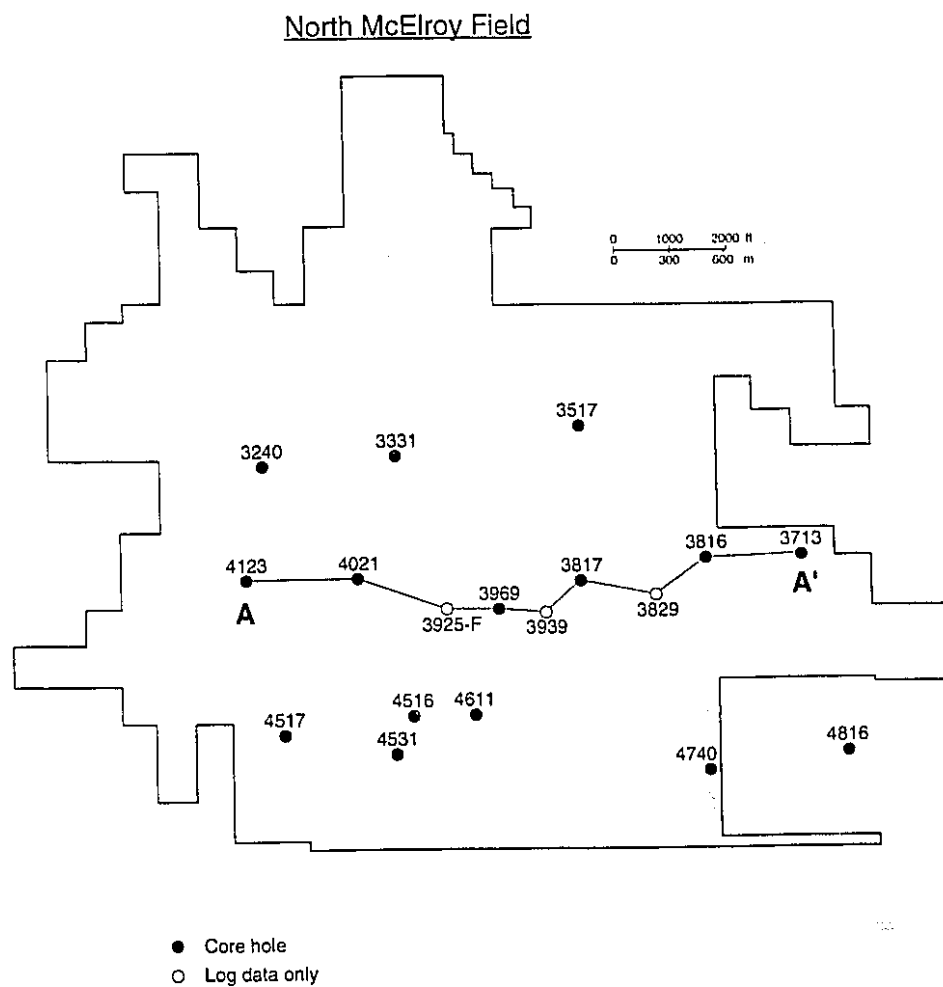 North McElroy Field
0 1000 2000 ft
0 300 600 m
3517
3331
3240
3816
3713
4123
4021
3817
A'
A
3969
3925-F
3939
3829
4516
4611
4517
4531
4740
4816
Core hole
Log data only